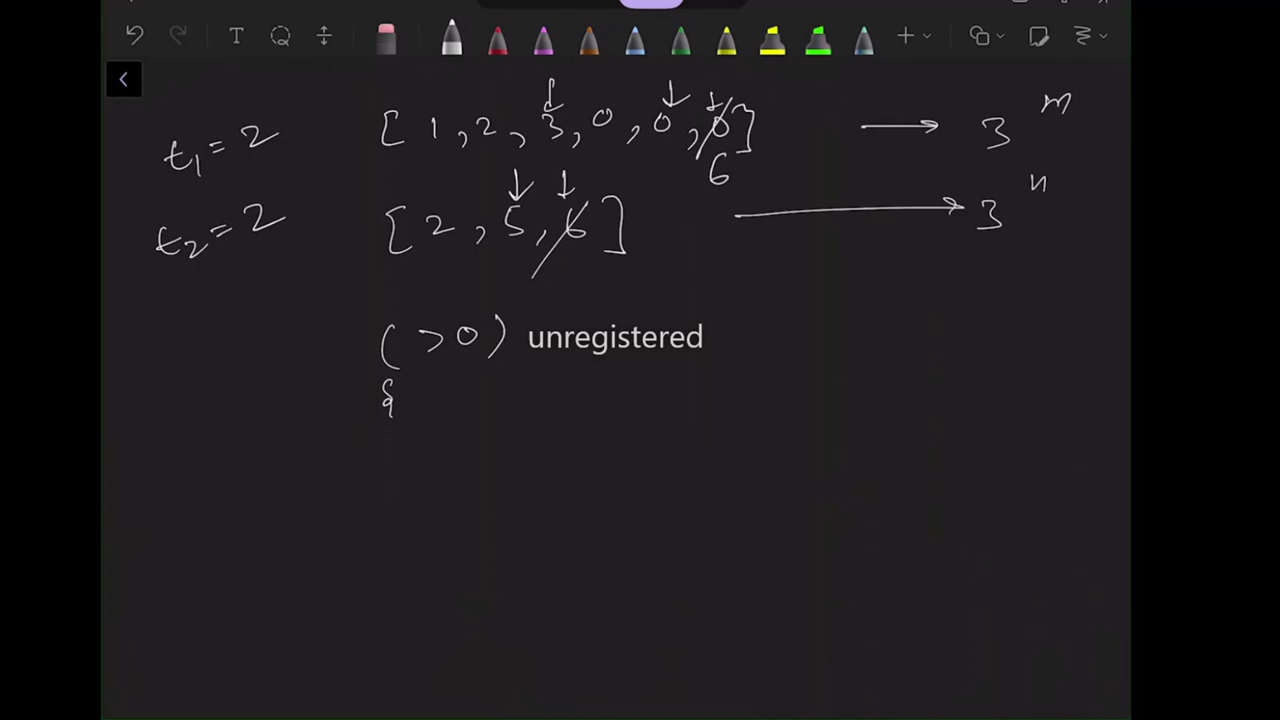 t₁ = 2 [ 1 , 2 , 3 , 0 , 0 , 0 ] → 3 m
6
t₂ = 2 [ 2 , 5 , 6 ] → 3 n
( > 0 ) unregistered
{